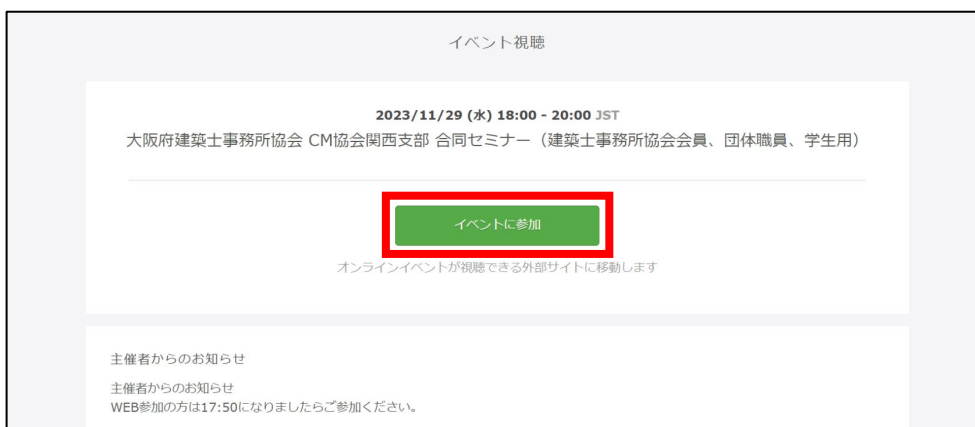 イベント視聴
2023/11/29 (水) 18:00 - 20:00 JST
大阪府建築士事務所協会 CM協会関西支部 合同セミナー（建築士事務所協会会員、団体職員、学生用）
イベントに参加
オンラインイベントが視聴できる外部サイトに移動します
主催者からのお知らせ
主催者からのお知らせ
WEB参加の方は17:50になりましたらご参加ください。